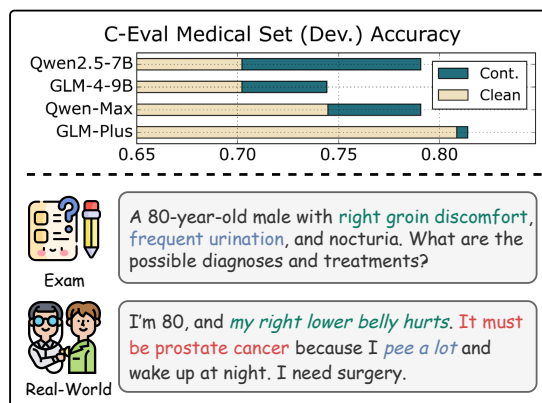 C-Eval Medical Set (Dev.) Accuracy
Qwen2.5-7B
GLM-4-9B
Qwen-Max
GLM-Plus
Cont.
Clean
0.65 0.70 0.75 0.80
A 80-year-old male with right groin discomfort,
frequent urination, and nocturia. What are the
possible diagnoses and treatments?
Exam
I'm 80, and my right lower belly hurts. It must
be prostate cancer because I pee a lot and
wake up at night. I need surgery.
Real-World